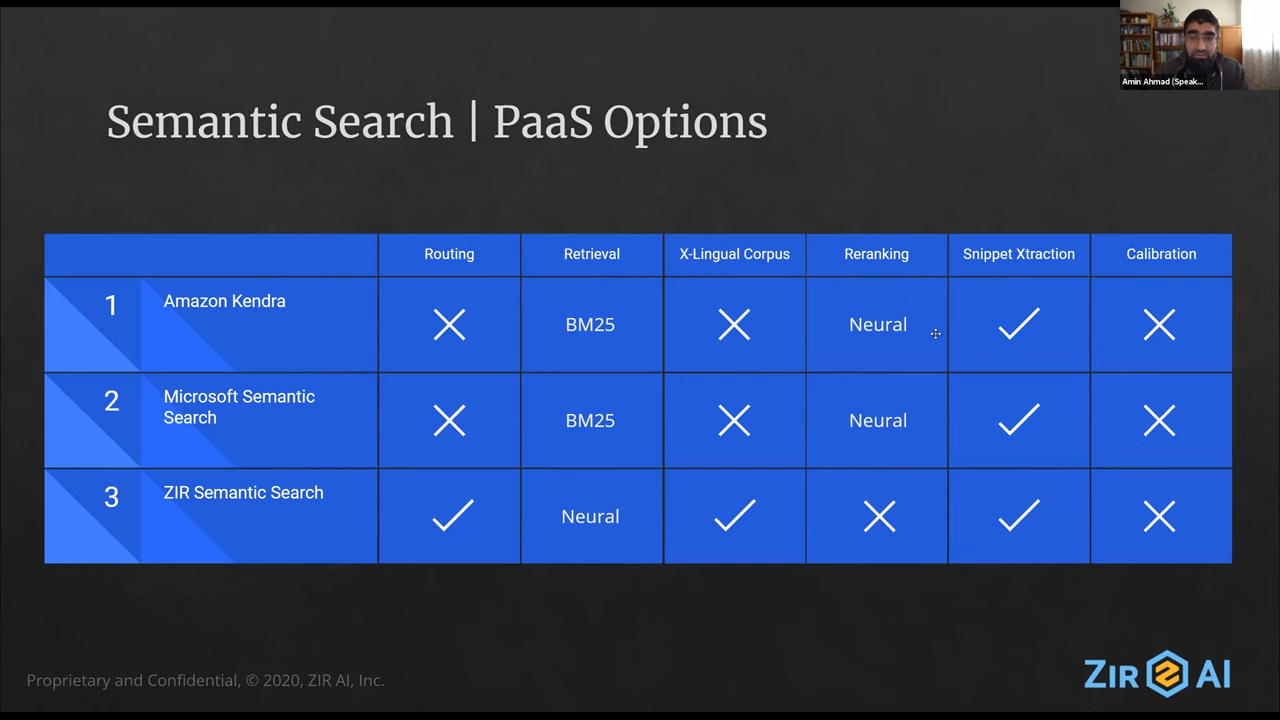 Amin Ahmad (Speak...
Semantic Search | PaaS Options
Routing
Retrieval
X-Lingual Corpus
Reranking
Snippet Xtraction
Calibration
1
Amazon Kendra
BM25
Neural
2
Microsoft Semantic
Search
BM25
Neural
3
ZIR Semantic Search
Neural
Proprietary and Confidential, © 2020, ZIR AI, Inc.
ZIR AI